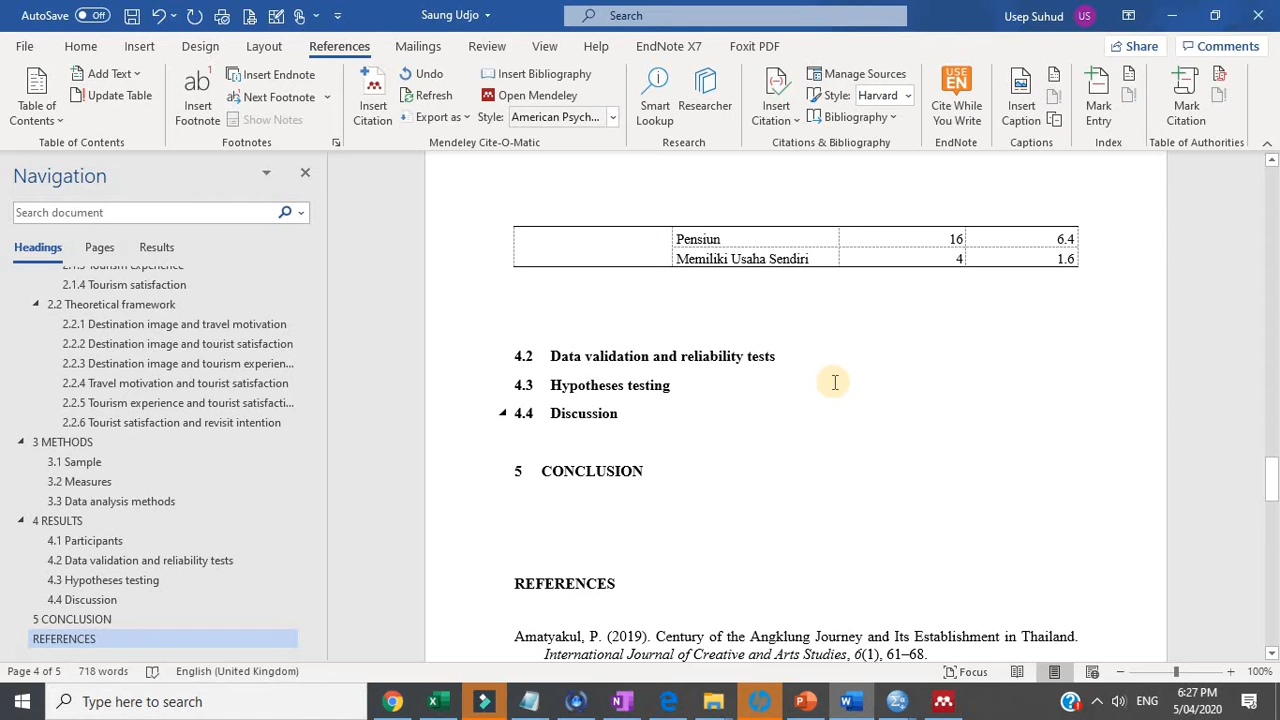 AutoSave Off
Saung Udjo
Search
Usep Suhud US
File Home Insert Design Layout References Mailings Review View Help EndNote X7 Foxit PDF Share Comments
Table of Contents
Add Text
Update Table
Table of Contents
ab
Insert Footnote
Insert Endnote
Next Footnote
Show Notes
Footnotes
Insert Citation
Undo
Refresh
Export as
Insert Bibliography
Open Mendeley
Style: American Psych...
Mendeley Cite-O-Matic
Smart Lookup
Researcher
Research
Insert Citation
Manage Sources
Style: Harvard
Bibliography
Citations & Bibliography
USE EN
Cite While You Write
EndNote
Insert Caption
Captions
Mark Entry
Index
Mark Citation
Table of Authorities
Navigation
Search document
Headings Pages Results
2.1.4 Tourism satisfaction
2.2 Theoretical framework
2.2.1 Destination image and travel motivation
2.2.2 Destination image and tourist satisfaction
2.2.3 Destination image and tourism experien...
2.2.4 Travel motivation and tourist satisfaction
2.2.5 Tourism experience and tourist satisfacti...
2.2.6 Tourist satisfaction and revisit intention
3 METHODS
3.1 Sample
3.2 Measures
3.3 Data analysis methods
4 RESULTS
4.1 Participants
4.2 Data validation and reliability tests
4.3 Hypotheses testing
4.4 Discussion
5 CONCLUSION
REFERENCES
Pensiun 16 6.4
Memiliki Usaha Sendiri 4 1.6
4.2 Data validation and reliability tests
4.3 Hypotheses testing
4.4 Discussion
5 CONCLUSION
REFERENCES
Amatyakul, P. (2019). Century of the Angklung Journey and Its Establishment in Thailand.
International Journal of Creative and Arts Studies, 6(1), 61–68.
Page 4 of 5 718 words English (United Kingdom) Focus 100%
Type here to search
ENG
6:27 PM
5/04/2020